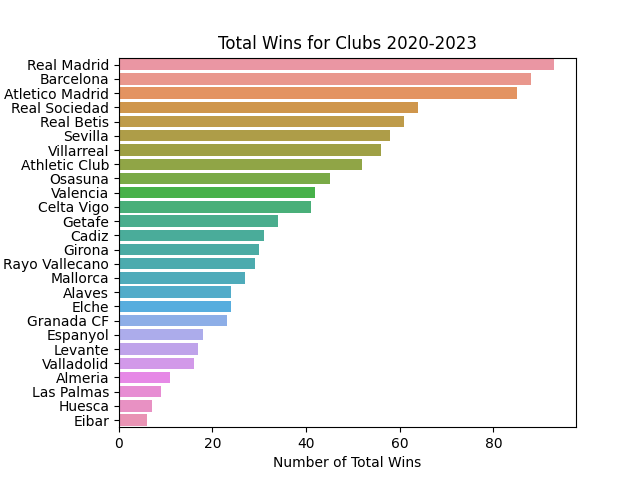 Total Wins for Clubs 2020-2023
Real Madrid
Barcelona
Atletico Madrid
Real Sociedad
Real Betis
Sevilla
Villarreal
Athletic Club
Osasuna
Valencia
Celta Vigo
Getafe
Cadiz
Girona
Rayo Vallecano
Mallorca
Alaves
Elche
Granada CF
Espanyol
Levante
Valladolid
Almeria
Las Palmas
Huesca
Eibar
0 20 40 60 80
Number of Total Wins